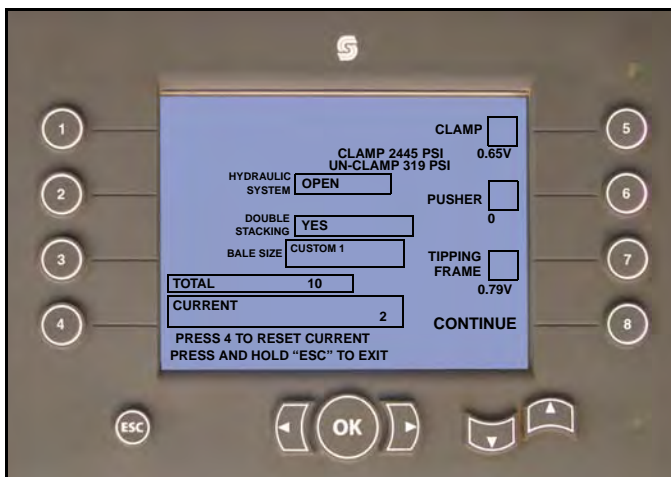 1
2
3
4
5
6
7
8
CLAMP
0.65V
CLAMP 2445 PSI
UN-CLAMP 319 PSI
HYDRAULIC
SYSTEM
OPEN
PUSHER
0
DOUBLE
STACKING
YES
BALE SIZE
CUSTOM 1
TIPPING
FRAME
0.79V
TOTAL 10
CURRENT
2
CONTINUE
PRESS 4 TO RESET CURRENT
PRESS AND HOLD “ESC” TO EXIT
ESC
OK